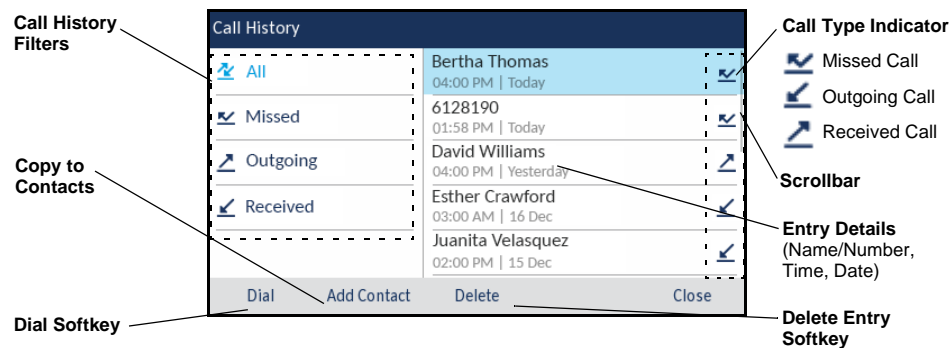 Call History
Filters
Copy to
Contacts
Dial Softkey
Call History
All
Missed
Outgoing
Received
Bertha Thomas
04:00 PM | Today
6128190
01:58 PM | Today
David Williams
04:00 PM | Yesterday
Esther Crawford
03:00 AM | 16 Dec
Juanita Velasquez
02:00 PM | 15 Dec
Dial Add Contact Delete Close
Call Type Indicator
Missed Call
Outgoing Call
Received Call
Scrollbar
Entry Details
(Name/Number,
Time, Date)
Delete Entry
Softkey